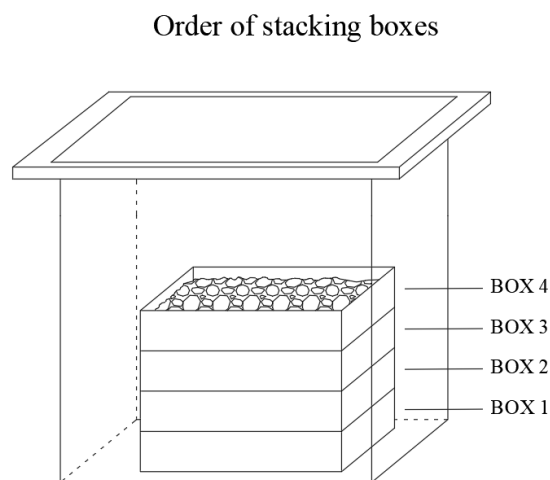 Order of stacking boxes
BOX 4
BOX 3
BOX 2
BOX 1